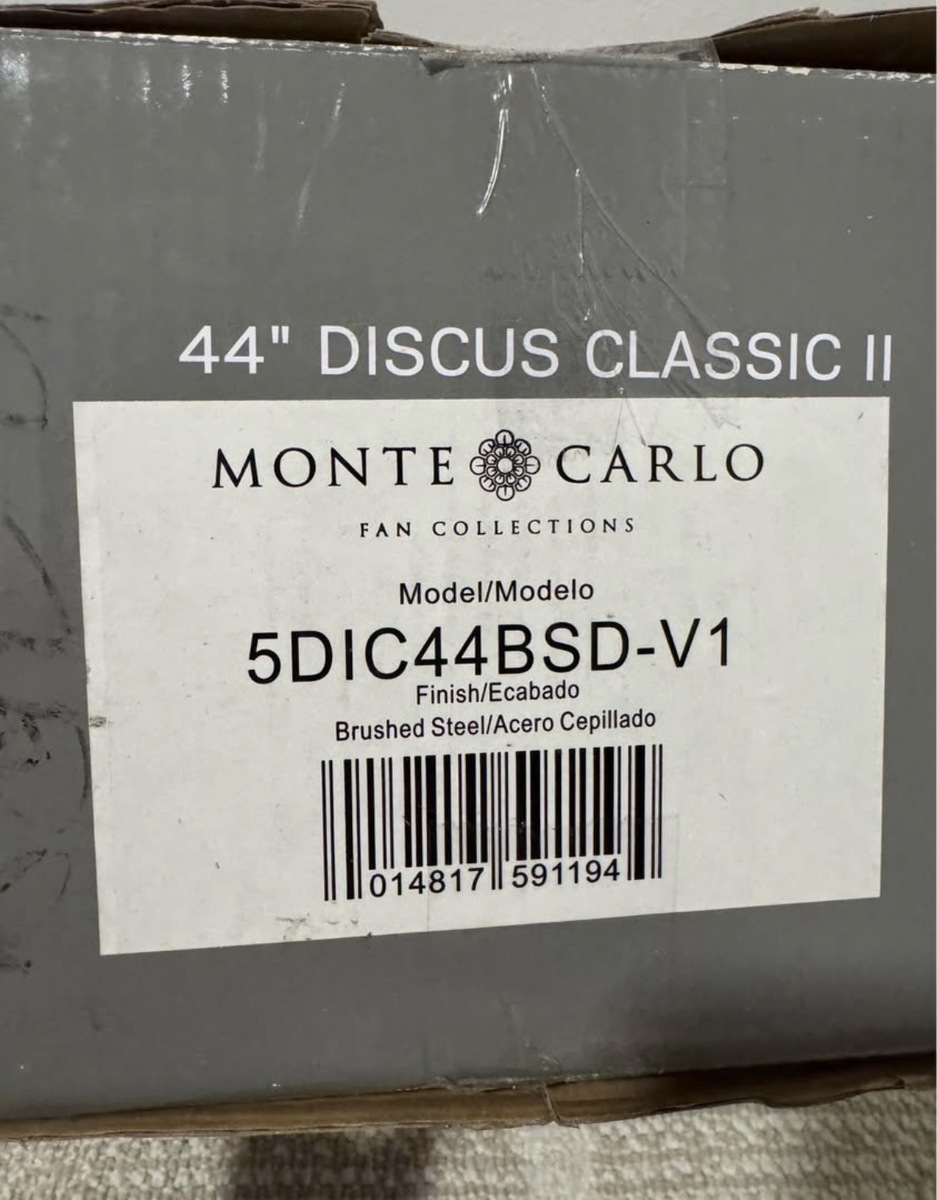 44" DISCUS CLASSIC II
MONTE CARLO
FAN COLLECTIONS
Model/Modelo
5DIC44BSD-V1
Finish/Ecabado
Brushed Steel/Acero Cepillado
014817 591194